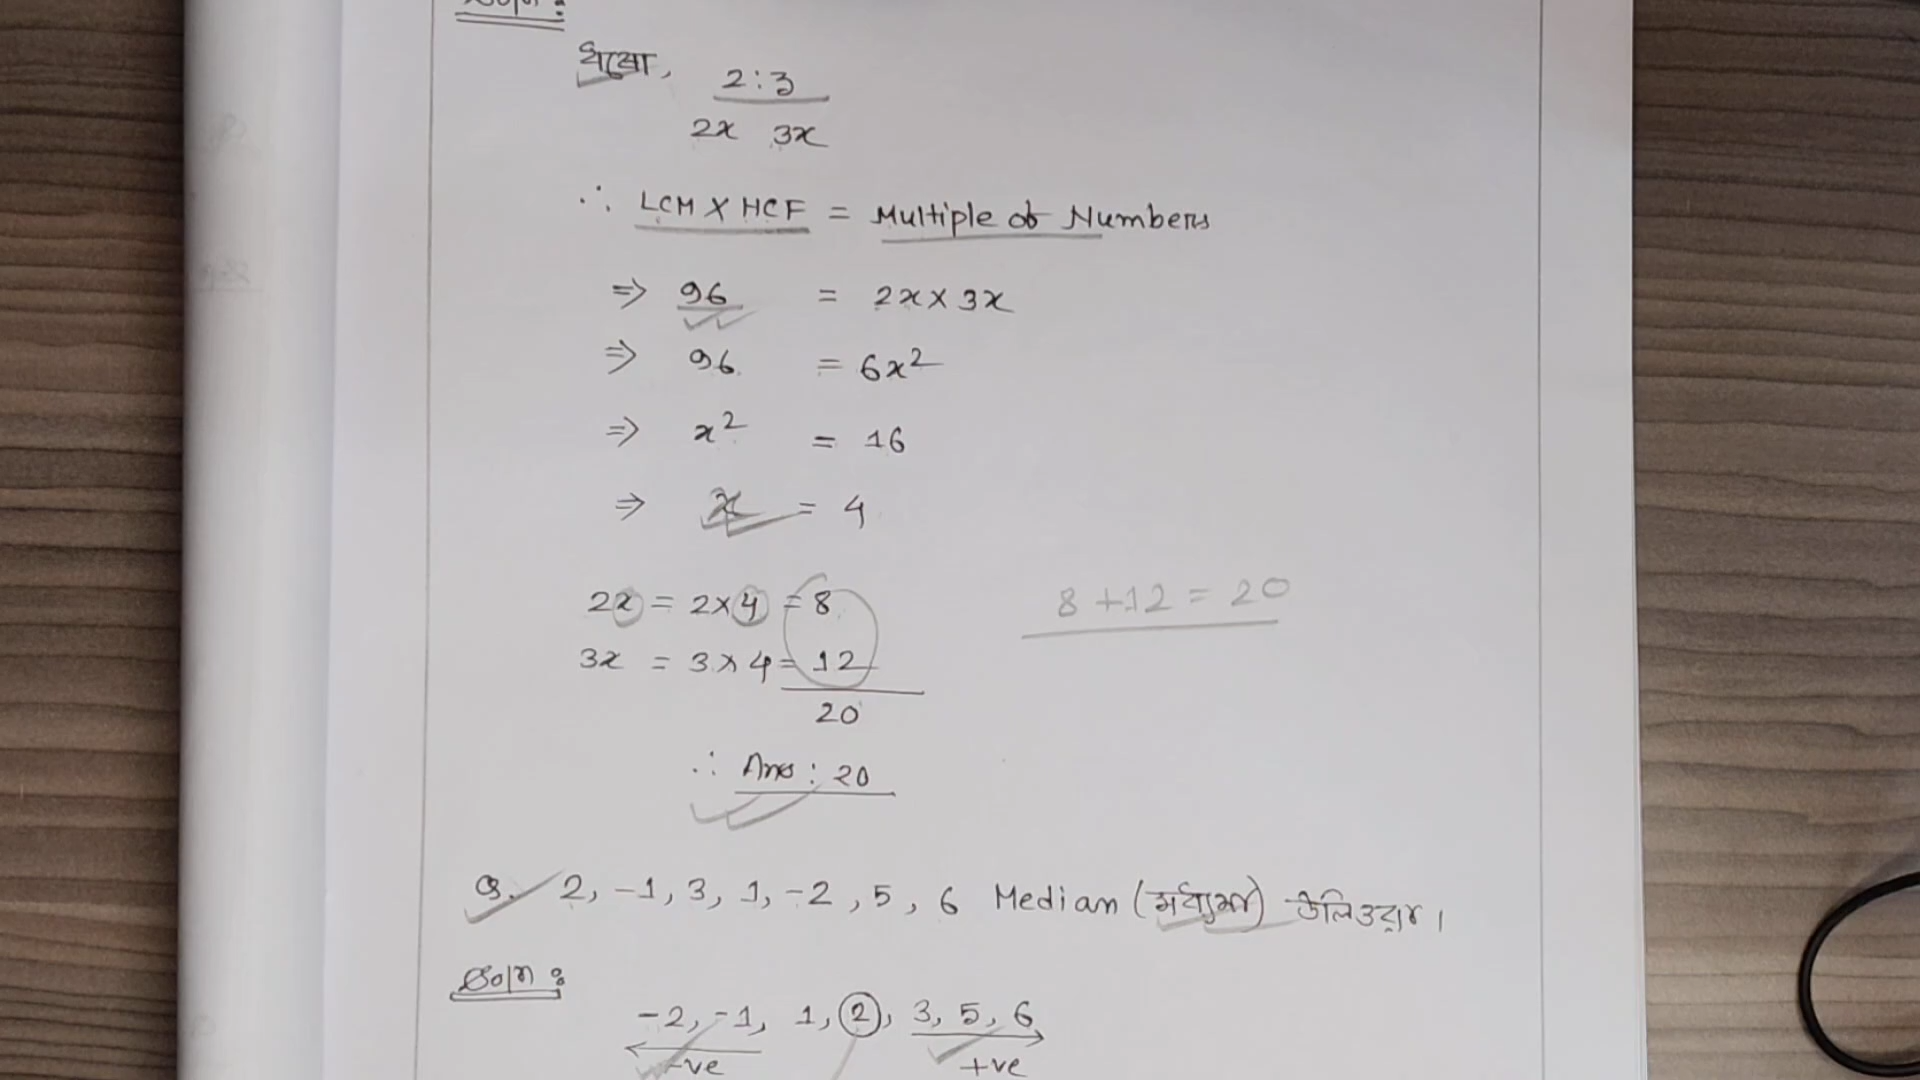 Solⁿ :
ধৰো, 2:3
2x 3x
∴ LCM X HCF = Multiple of Numbers
⇒ 96 = 2x × 3x
⇒ 96 = 6x²
⇒ x² = 16
⇒ x = 4
2x = 2×4 = 8 8 +12 = 20
3x = 3×4 = 12
20
∴ Ans : 20
Q. 2, -1, 3, 1, -2, 5, 6 Median (মধ্যমা) উলিওৱাৰ।
Solⁿ :
-2, -1, 1, 2, 3, 5, 6
-ve +ve